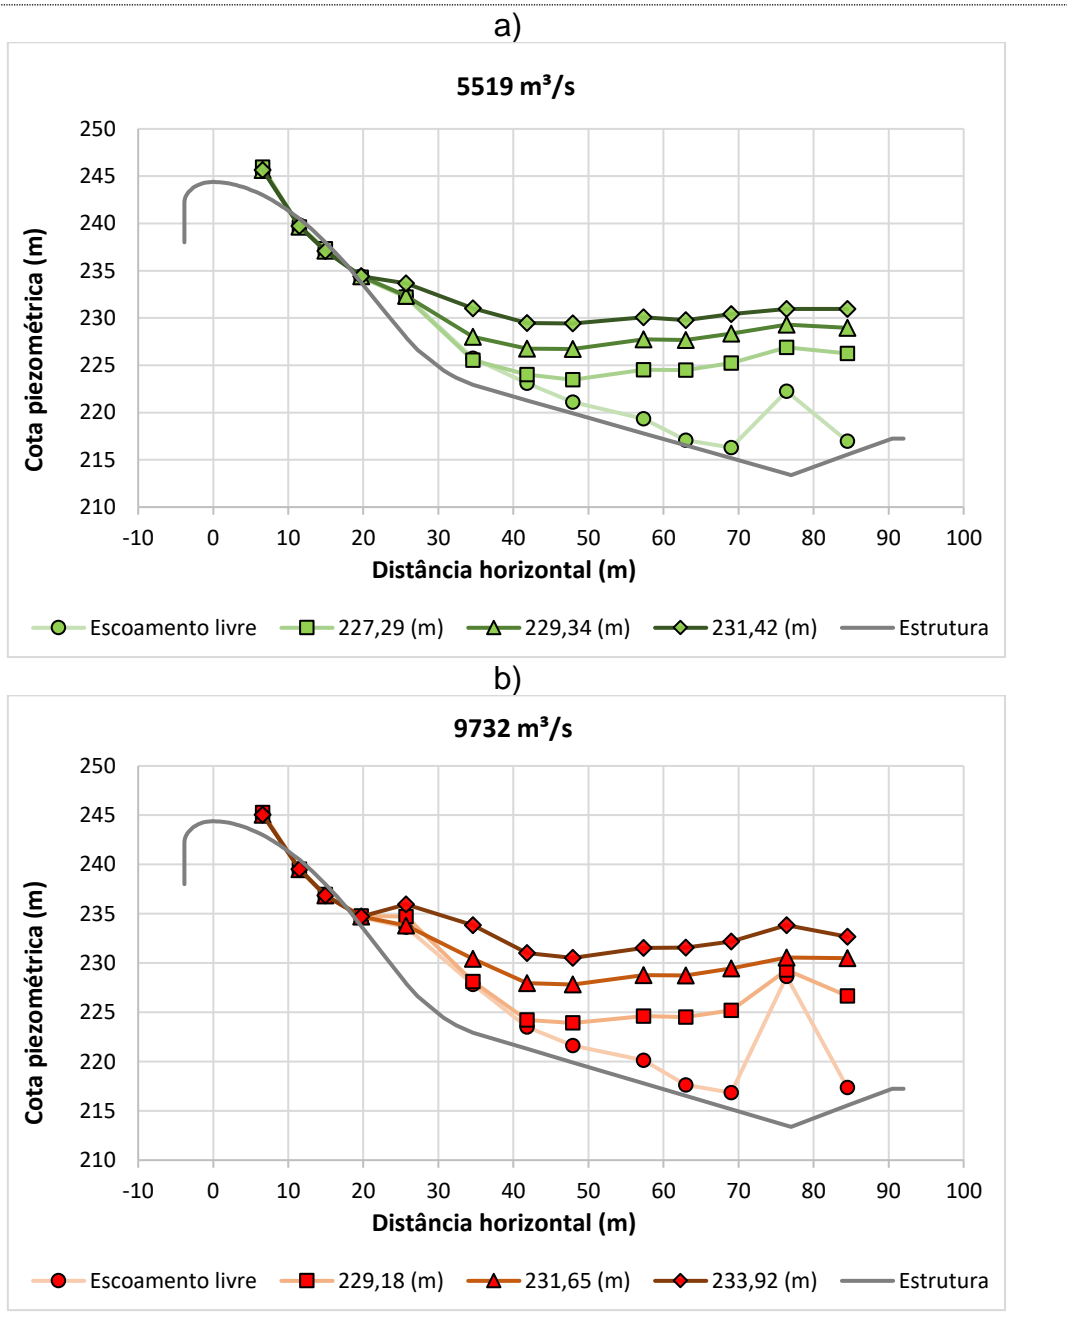 a)
5519 m³/s
Cota piezométrica (m)
250
245
240
235
230
225
220
215
210
-10 0 10 20 30 40 50 60 70 80 90 100
Distância horizontal (m)
Escoamento livre 227,29 (m) 229,34 (m) 231,42 (m) Estrutura
b)
9732 m³/s
Cota piezométrica (m)
250
245
240
235
230
225
220
215
210
-10 0 10 20 30 40 50 60 70 80 90 100
Distância horizontal (m)
Escoamento livre 229,18 (m) 231,65 (m) 233,92 (m) Estrutura